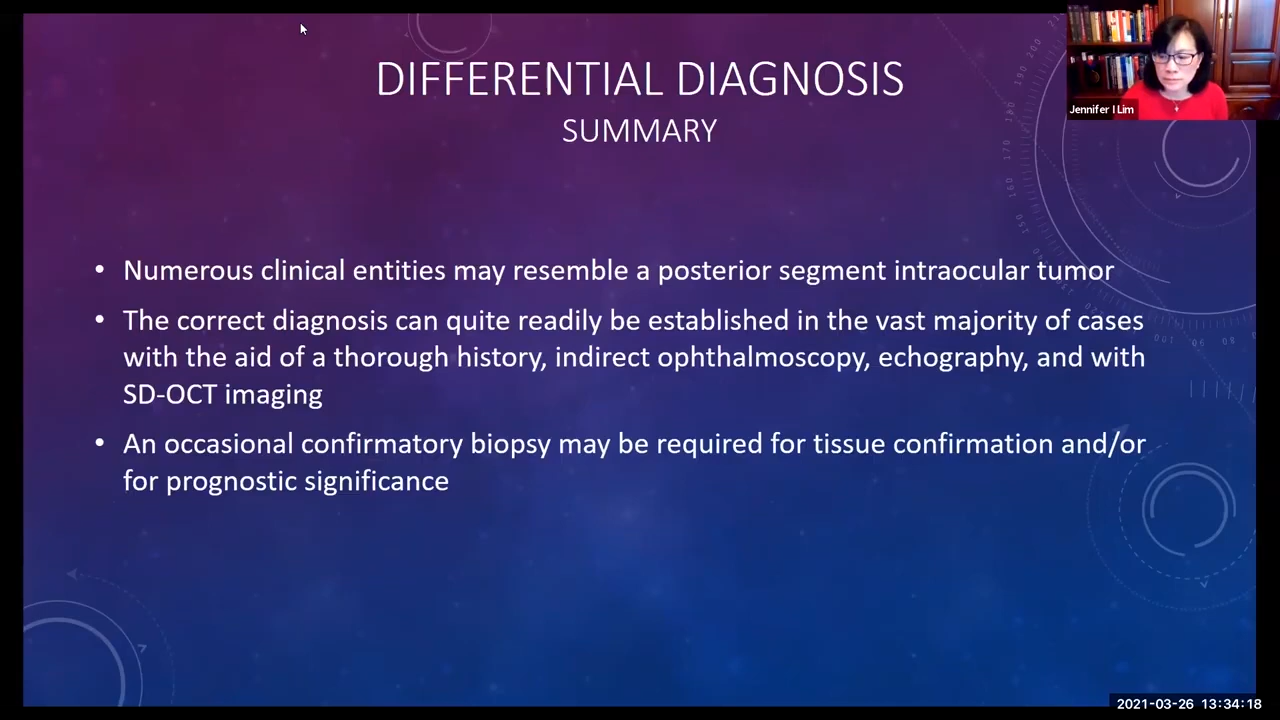 DIFFERENTIAL DIAGNOSIS
SUMMARY
Jennifer I Lim
• Numerous clinical entities may resemble a posterior segment intraocular tumor
• The correct diagnosis can quite readily be established in the vast majority of cases
with the aid of a thorough history, indirect ophthalmoscopy, echography, and with
SD-OCT imaging
• An occasional confirmatory biopsy may be required for tissue confirmation and/or
for prognostic significance
2021-03-26 13:34:18